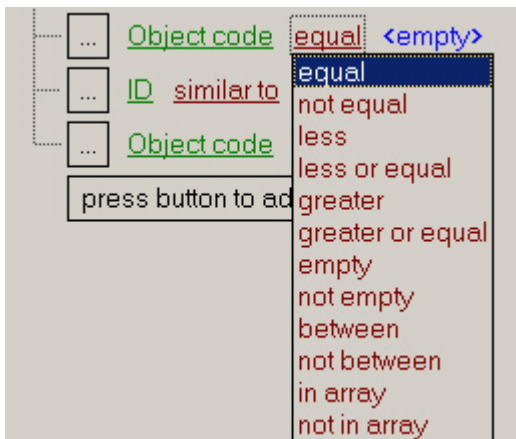 ... Object code equal <empty>
equal
... ID similar to
not equal
... Object code
less
less or equal
press button to ad
greater
greater or equal
empty
not empty
between
not between
in array
not in array